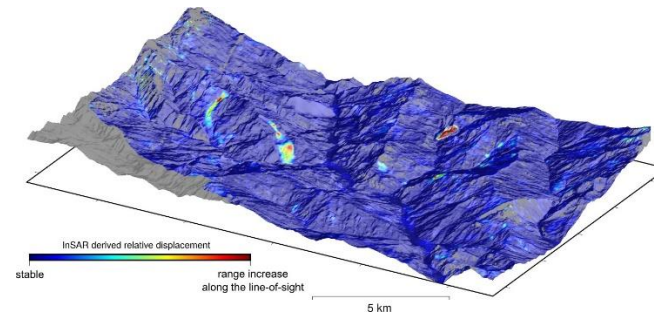 InSAR derived relative displacement
stable
range increase
along the line-of-sight
5 km